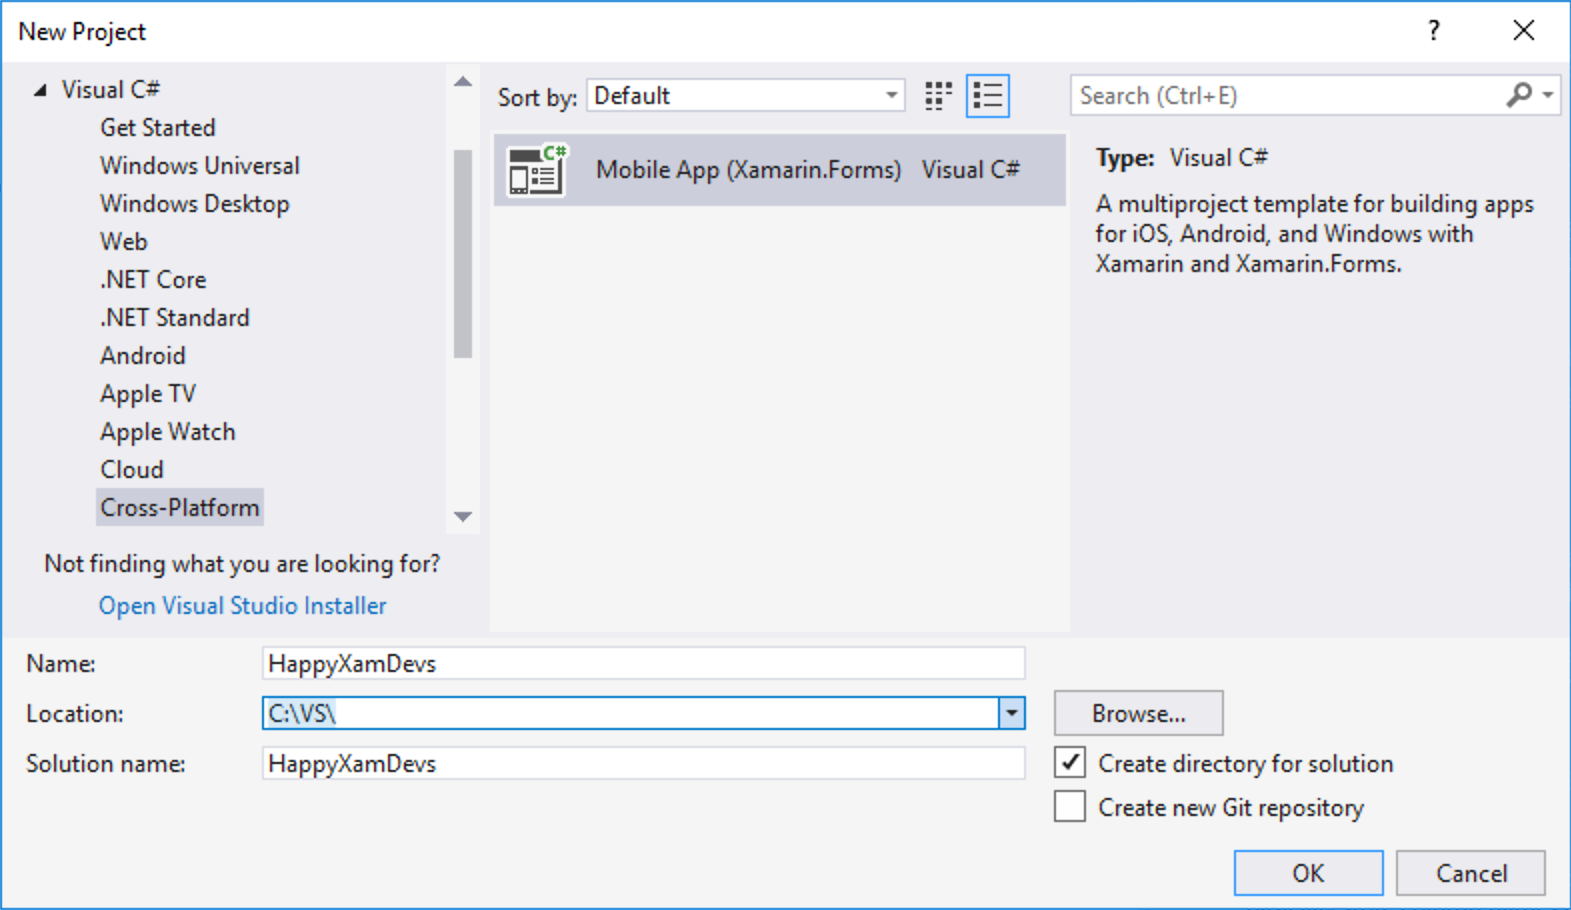 New Project
?
Visual C#
Get Started
Windows Universal
Windows Desktop
Web
.NET Core
.NET Standard
Android
Apple TV
Apple Watch
Cloud
Cross-Platform
Not finding what you are looking for?
Open Visual Studio Installer
Sort by: Default
C# Mobile App (Xamarin.Forms) Visual C#
Search (Ctrl+E)
Type: Visual C#
A multiproject template for building apps
for iOS, Android, and Windows with
Xamarin and Xamarin.Forms.
Name: HappyXamDevs
Location: C:\VS\ Browse...
Solution name: HappyXamDevs
Create directory for solution
Create new Git repository
OK Cancel